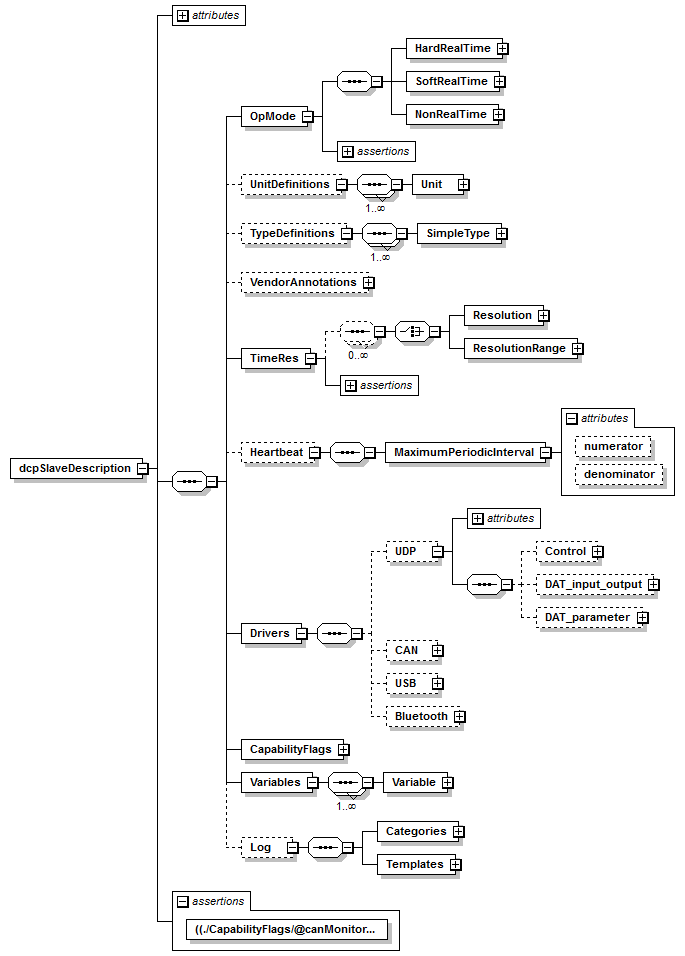 attributes
HardRealTime
SoftRealTime
OpMode
NonRealTime
assertions
UnitDefinitions
Unit
1..∞
TypeDefinitions
SimpleType
1..∞
VendorAnnotations
Resolution
TimeRes
0..∞
ResolutionRange
assertions
attributes
numerator
denominator
Heartbeat
MaximumPeriodicInterval
dcpSlaveDescription
attributes
UDP
Control
DAT_input_output
DAT_parameter
Drivers
CAN
USB
Bluetooth
CapabilityFlags
Variables
Variable
1..∞
Log
Categories
Templates
assertions
((./CapabilityFlags/@canMonitor...